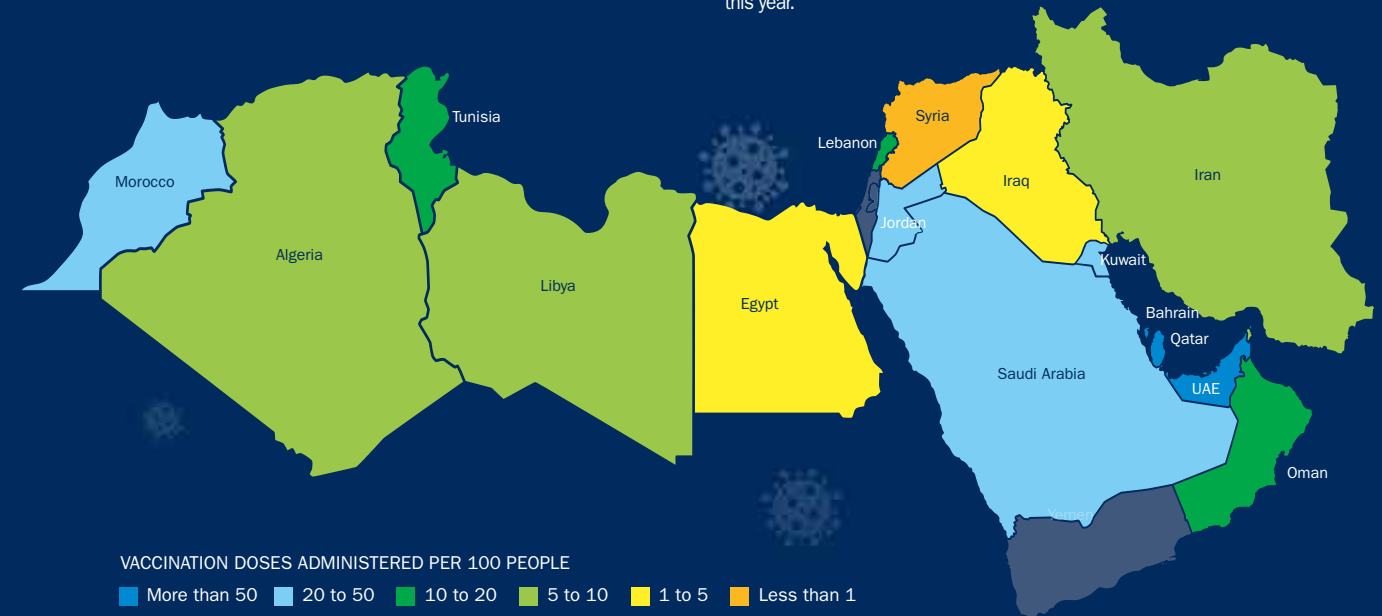 this year.
Tunisia
Morocco
Algeria
Libya
Egypt
Lebanon
Syria
Iraq
Iran
Jordan
Kuwait
Bahrain
Qatar
Saudi Arabia
UAE
Oman
Yemen
VACCINATION DOSES ADMINISTERED PER 100 PEOPLE
More than 50 20 to 50 10 to 20 5 to 10 1 to 5 Less than 1